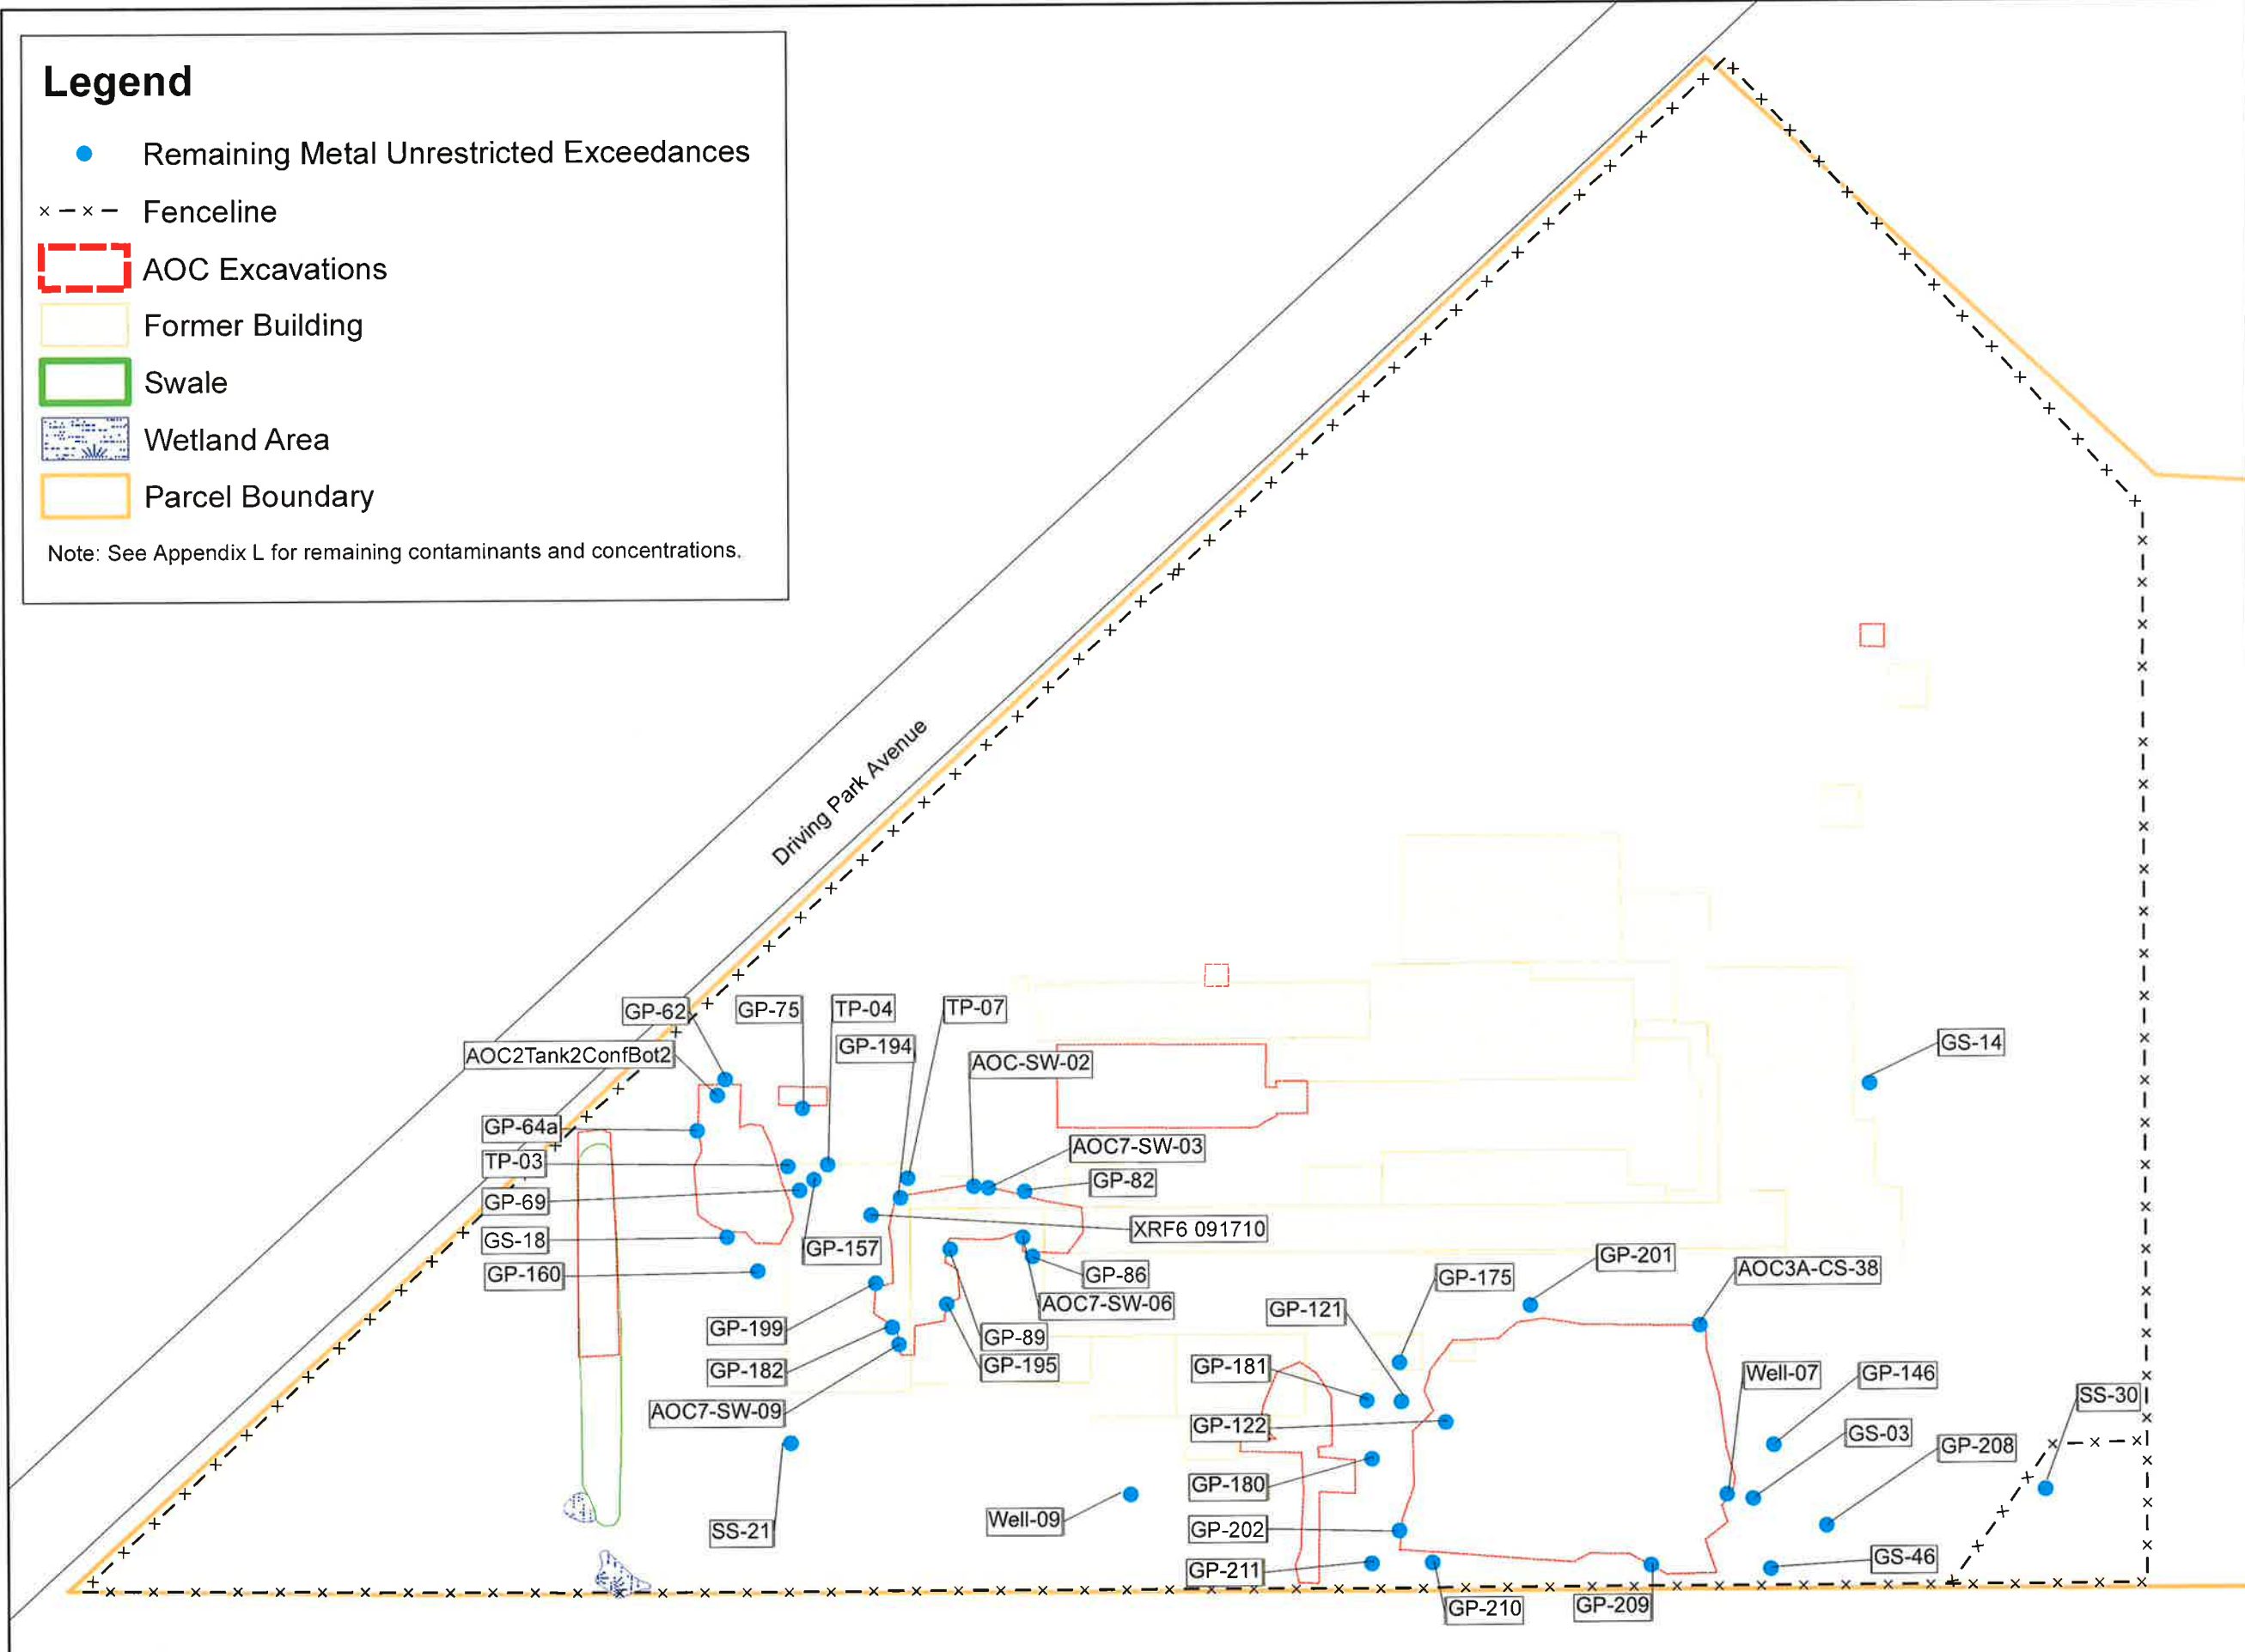 Legend
Remaining Metal Unrestricted Exceedances
Fenceline
AOC Excavations
Former Building
Swale
Wetland Area
Parcel Boundary
Note: See Appendix L for remaining contaminants and concentrations.
Driving Park Avenue
GP-62
GP-75
TP-04
TP-07
GP-194
AOC2Tank2ConfBot2
AOC-SW-02
GS-14
GP-64a
AOC7-SW-03
TP-03
GP-82
GP-69
XRF6 091710
GS-18
GP-157
GP-160
GP-86
GP-201
AOC3A-CS-38
GP-175
AOC7-SW-06
GP-121
GP-199
GP-89
GP-182
GP-195
GP-181
Well-07
GP-146
SS-30
AOC7-SW-09
GP-122
GS-03
GP-208
GP-180
Well-09
SS-21
GP-202
GP-211
GS-46
GP-210
GP-209